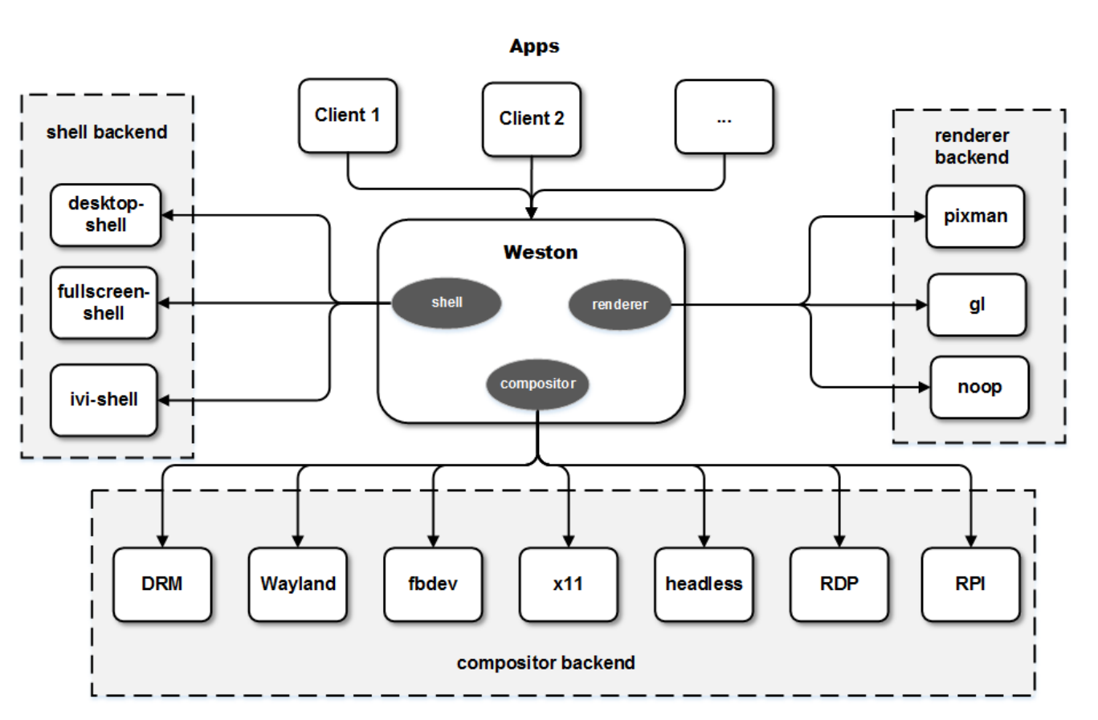 Apps
Client 1
Client 2
...
shell backend
desktop-
shell
fullscreen-
shell
ivi-shell
Weston
shell
renderer
compositor
renderer
backend
pixman
gl
noop
DRM
Wayland
fbdev
x11
headless
RDP
RPI
compositor backend